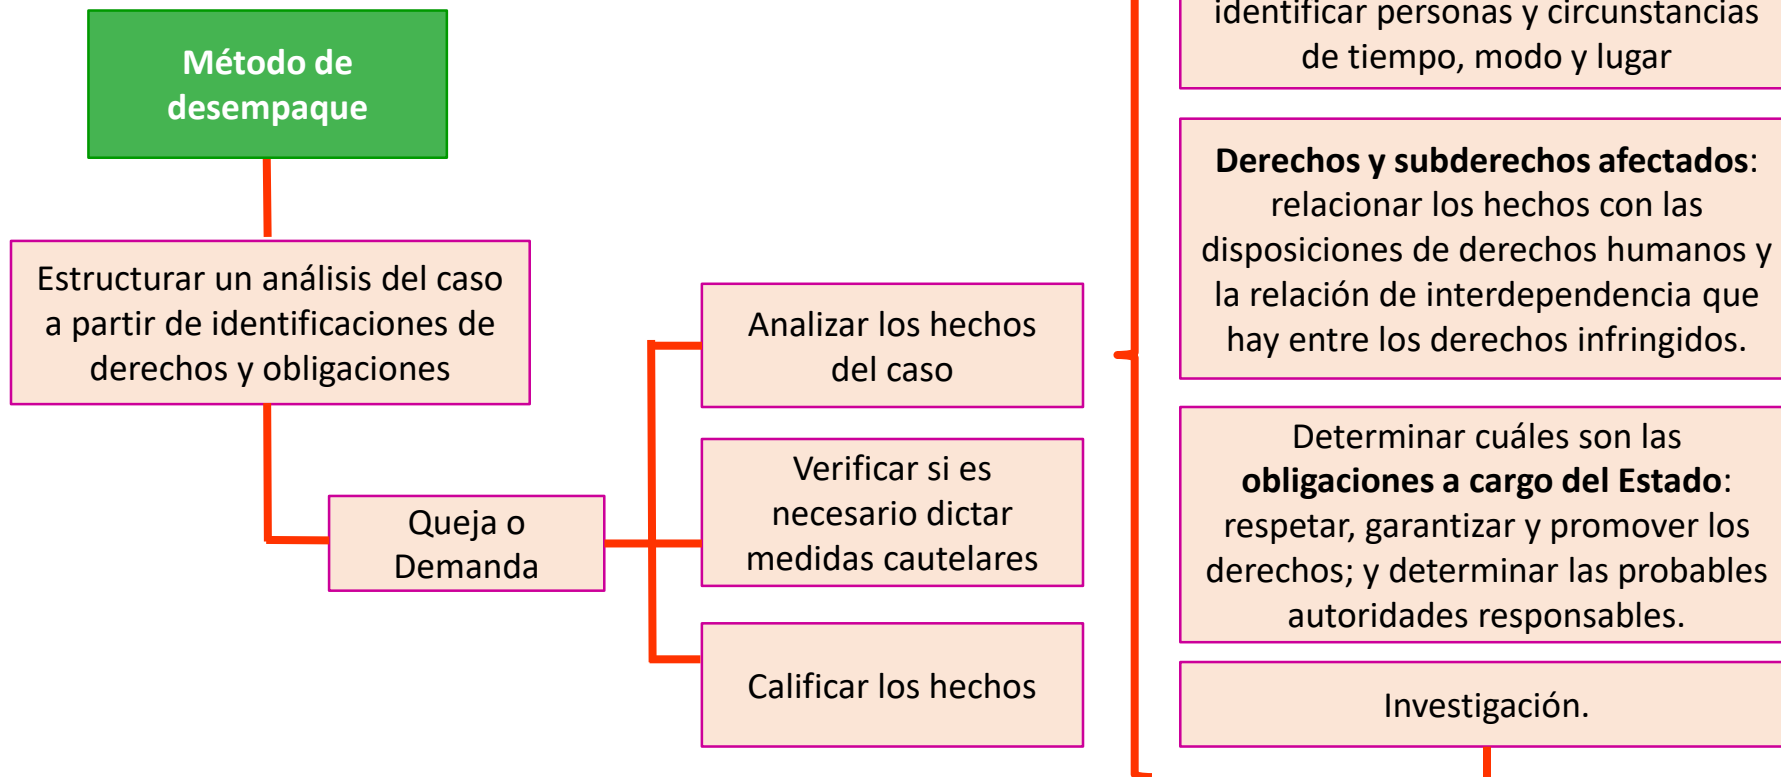 Método de
desempaque
Estructurar un análisis del caso
a partir de identificaciones de
derechos y obligaciones
Queja o
Demanda
Analizar los hechos
del caso
Verificar si es
necesario dictar
medidas cautelares
Calificar los hechos
identificar personas y circunstancias
de tiempo, modo y lugar
Derechos y subderechos afectados:
relacionar los hechos con las
disposiciones de derechos humanos y
la relación de interdependencia que
hay entre los derechos infringidos.
Determinar cuáles son las
obligaciones a cargo del Estado:
respetar, garantizar y promover los
derechos; y determinar las probables
autoridades responsables.
Investigación.